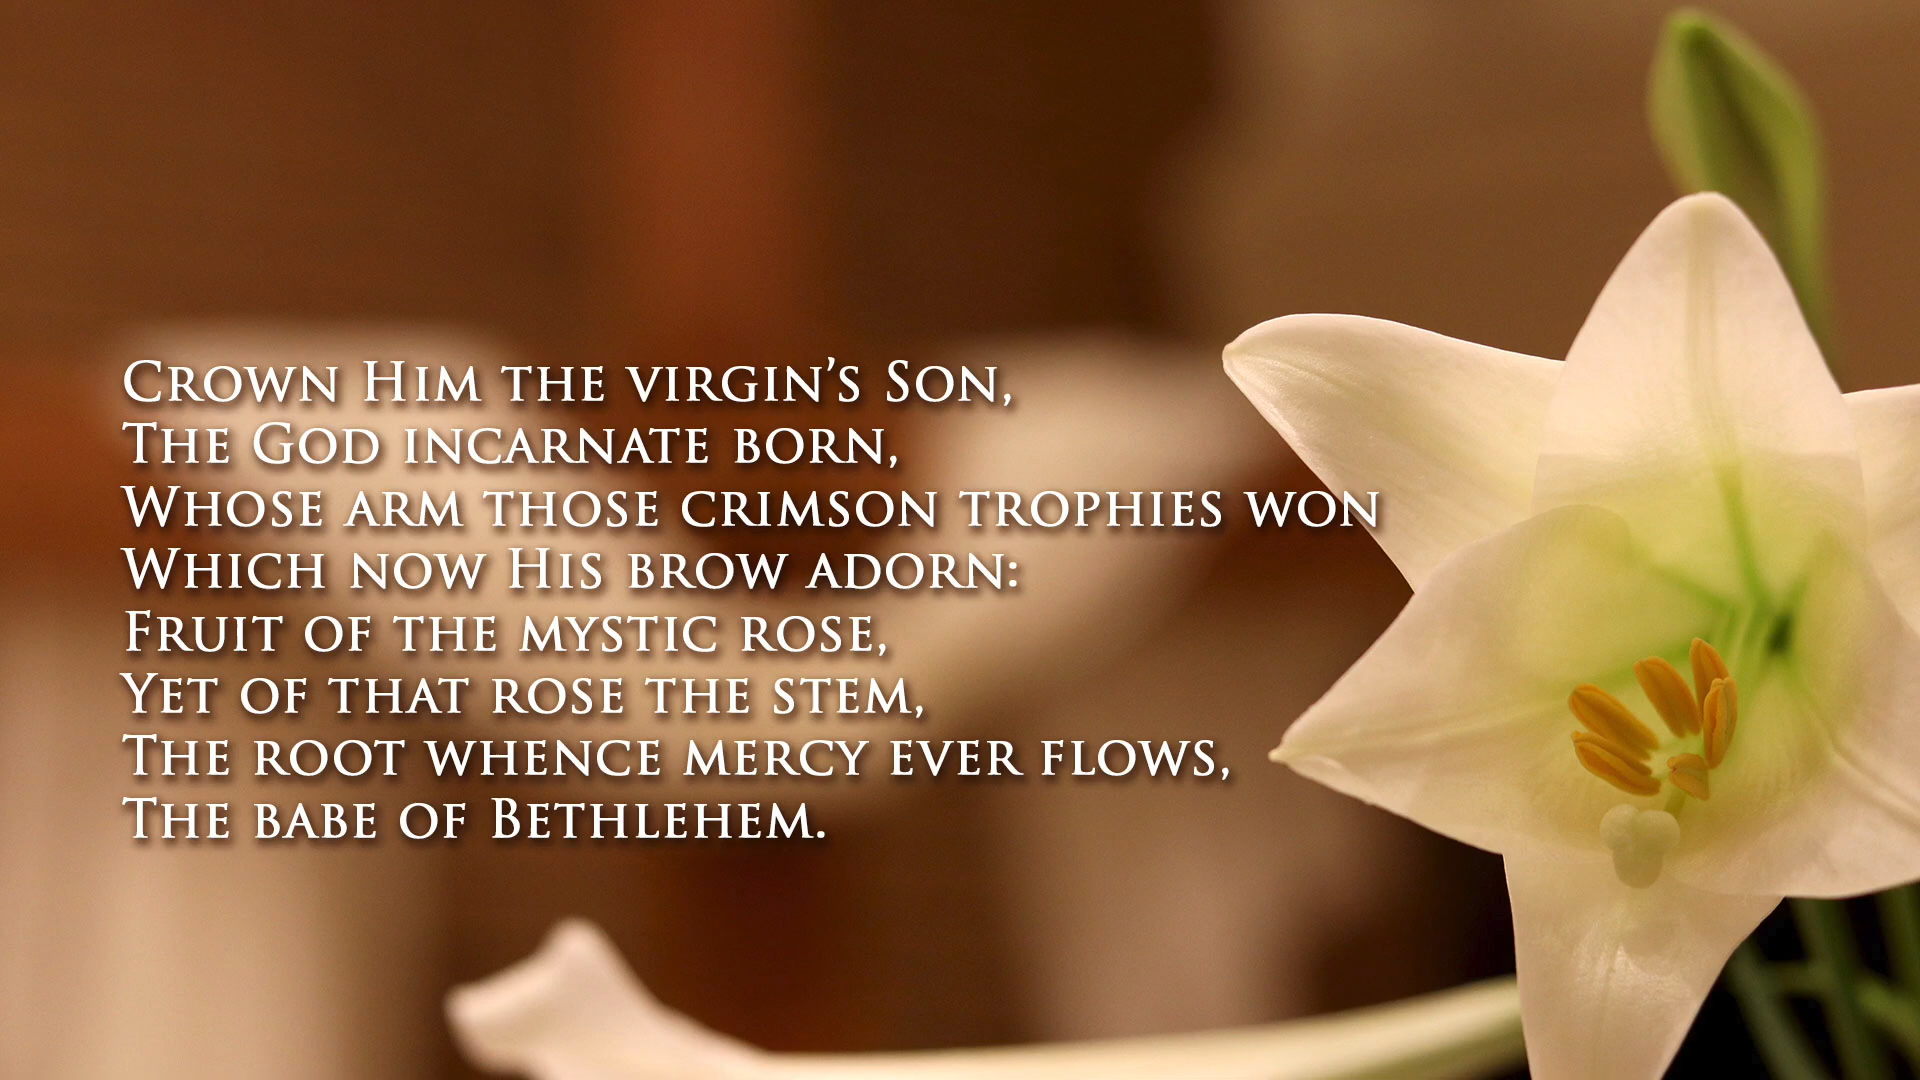 Crown Him the virgin’s Son,
The God incarnate born,
Whose arm those crimson trophies won
Which now His brow adorn:
Fruit of the mystic rose,
Yet of that rose the stem,
The root whence mercy ever flows,
The babe of Bethlehem.